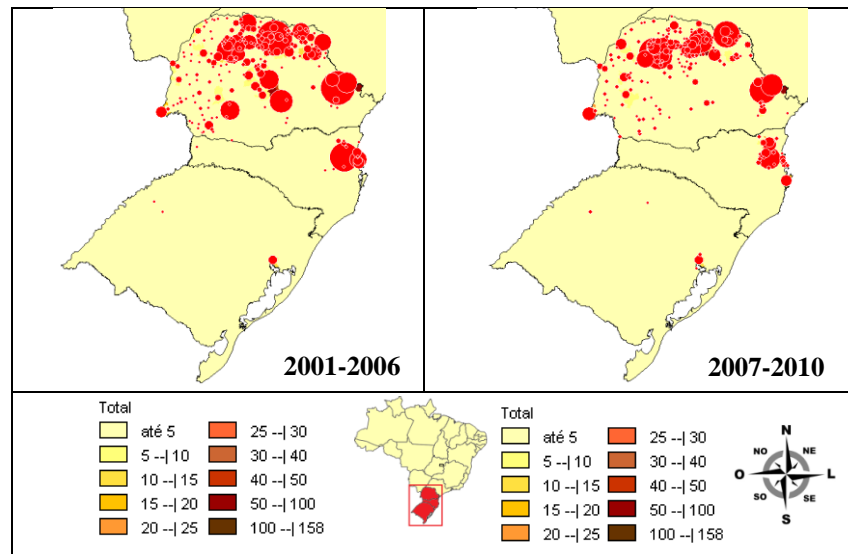 2001-2006
2007-2010
Total
até 5
5 --| 10
10 --| 15
15 --| 20
20 --| 25
25 --| 30
30 --| 40
40 --| 50
50 --| 100
100 --| 158
Total
até 5
5 --| 10
10 --| 15
15 --| 20
20 --| 25
25 --| 30
30 --| 40
40 --| 50
50 --| 100
100 --| 158
N
NO
NE
O
L
SO
SE
S